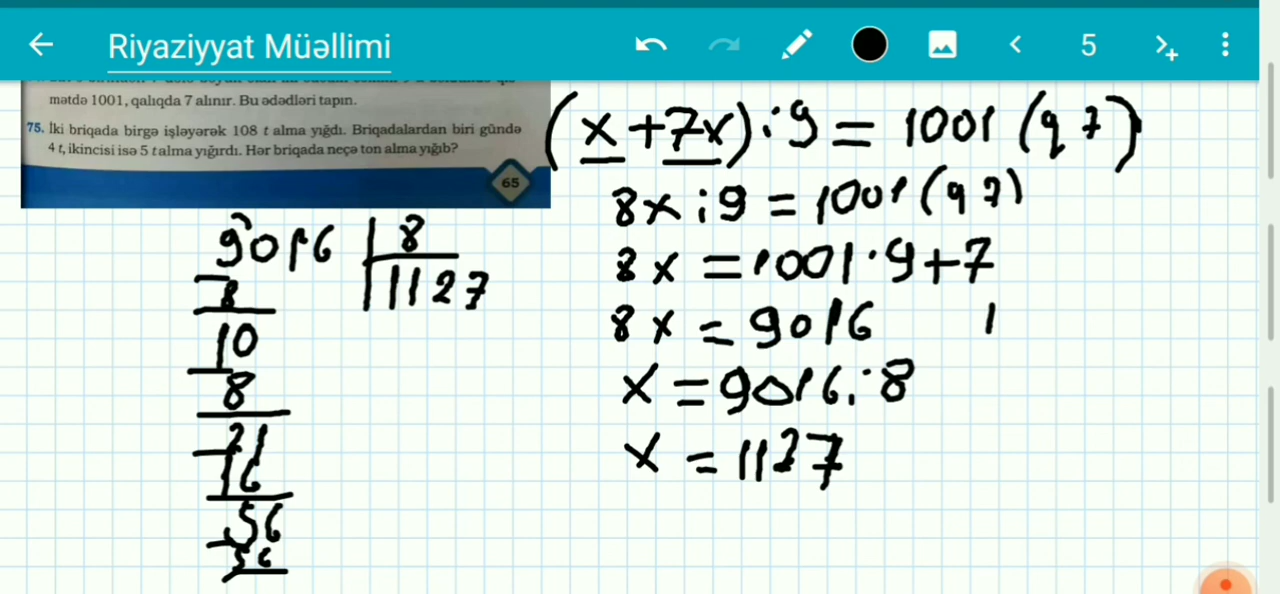 Riyaziyyat Müəllimi
5
mətdə 1001, qalıqda 7 alınır. Bu ədədləri tapın.
75. İki briqada birgə işləyərək 108 t alma yığdı. Briqadalardan biri gündə
4 t, ikincisi isə 5 t alma yığırdı. Hər briqada neçə ton alma yığıb?
65
(x+7x):9=1001(q 7)
8x:9=1001(q 7)
8x=1001·9+7
8x=9016
x=9016:8
x=1127
9016 8
1127
8
10
8
21
16
56
56